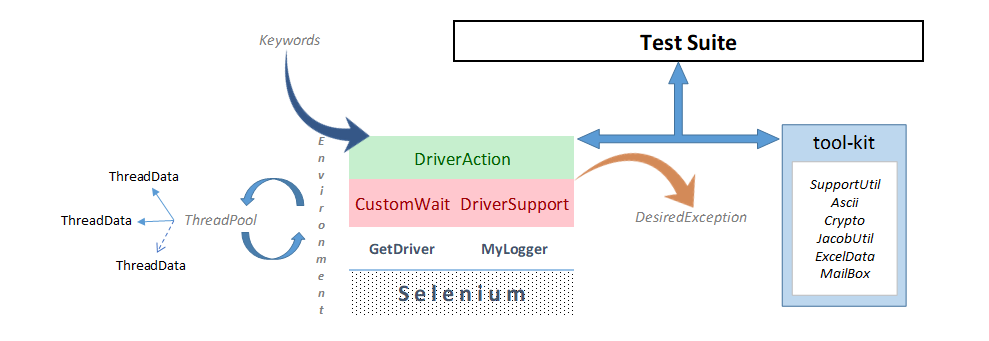 Keywords
Test Suite
Environment
DriverAction
tool-kit
ThreadData
CustomWait DriverSupport
SupportUtil
Ascii
ThreadData
ThreadPool
DesiredException
Crypto
JacobUtil
GetDriver MyLogger
ExcelData
ThreadData
MailBox
Selenium